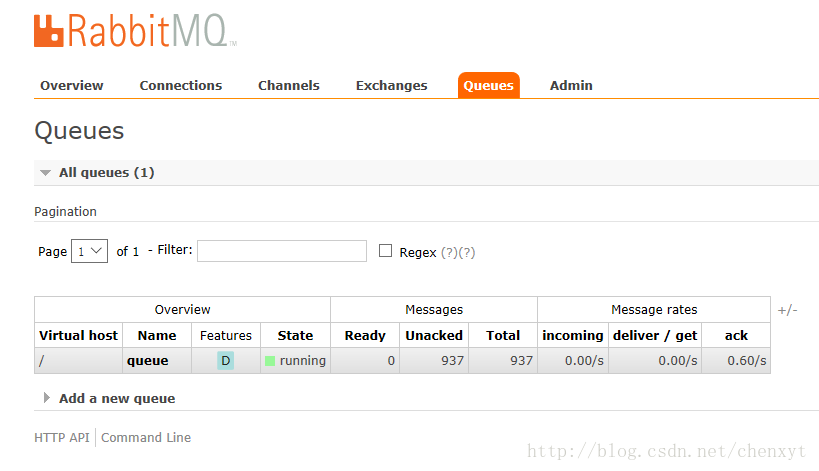 RabbitMQ™
Overview Connections Channels Exchanges Queues Admin
Queues
All queues (1)
Pagination
Page 1 of 1 - Filter: Regex (?)(?)
Overview Messages Message rates +/-
Virtual host Name Features State Ready Unacked Total incoming deliver / get ack
/ queue D running 0 937 937 0.00/s 0.00/s 0.60/s
Add a new queue
HTTP API Command Line
http://blog.csdn.net/chenxyt